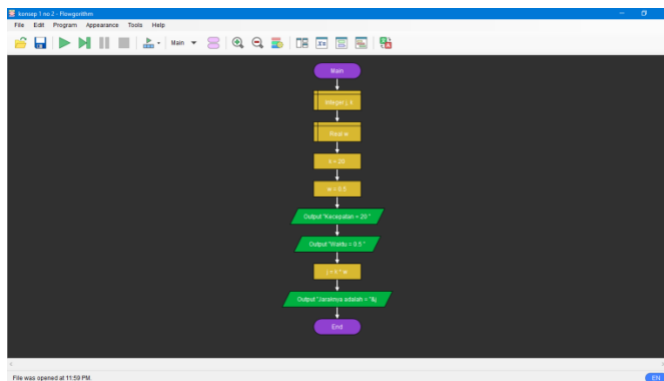 konsep 1 no 2 - Flowgorithm
File Edit Program Appearance Tools Help
Main
Main
Integer j, k
Real w
k = 20
w = 0.5
Output "Kecepatan = 20 "
Output "Waktu = 0.5 "
j = k * w
Output "Jaraknya adalah = "&j
End
File was opened at 11:59 PM.
EN